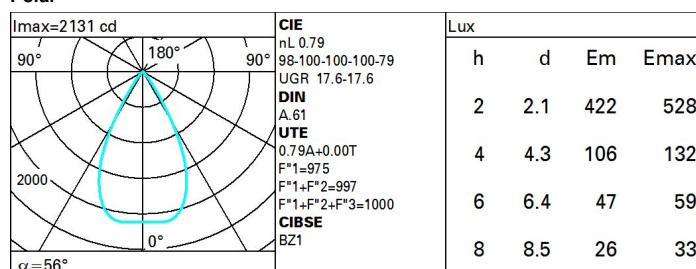 Imax=2131 cd
90° 180° 90°
2000
0°
α=56°
CIE
nL 0.79
98-100-100-100-79
UGR 17.6-17.6
DIN
A.61
UTE
0.79A+0.00T
F"1=975
F"1+F"2=997
F"1+F"2+F"3=1000
CIBSE
BZ1
Lux
h d Em Emax
2 2.1 422 528
4 4.3 106 132
6 6.4 47 59
8 8.5 26 33